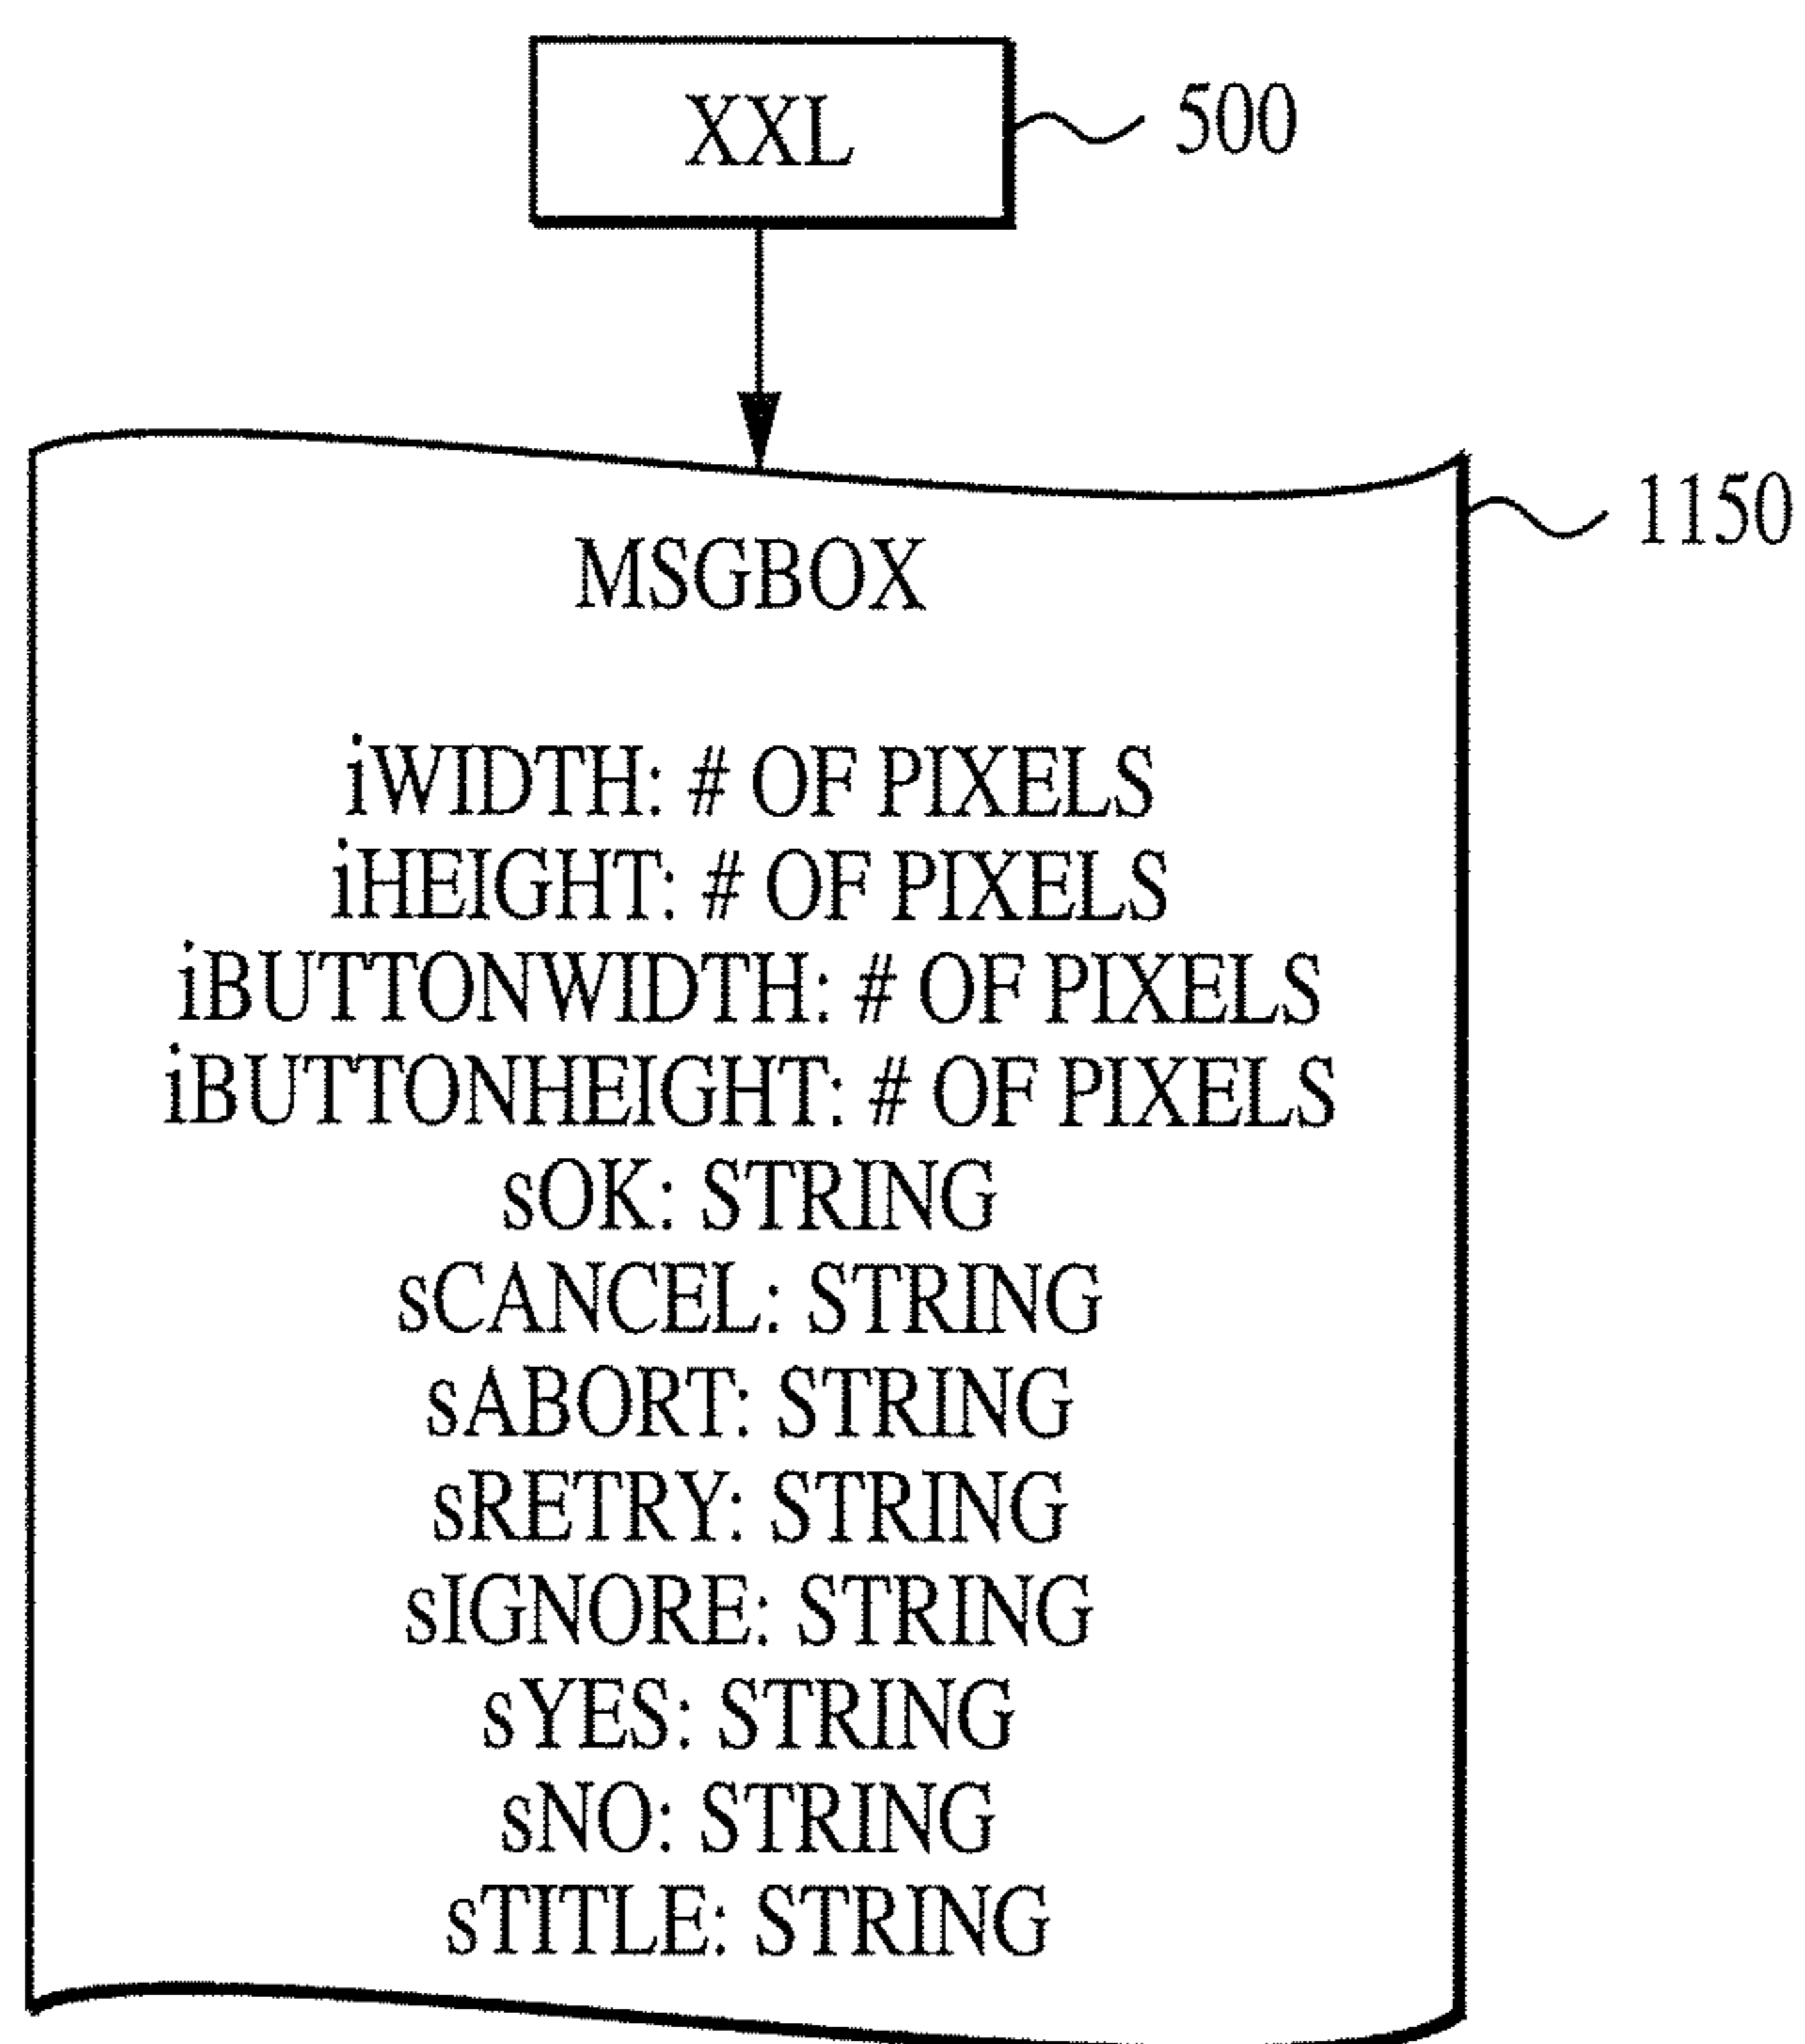 XXL
500
1150
MSGBOX
iWIDTH: # OF PIXELS
iHEIGHT: # OF PIXELS
iBUTTONWIDTH: # OF PIXELS
iBUTTONHEIGHT: # OF PIXELS
sOK: STRING
sCANCEL: STRING
sABORT: STRING
sRETRY: STRING
sIGNORE: STRING
sYES: STRING
sNO: STRING
sTITLE: STRING